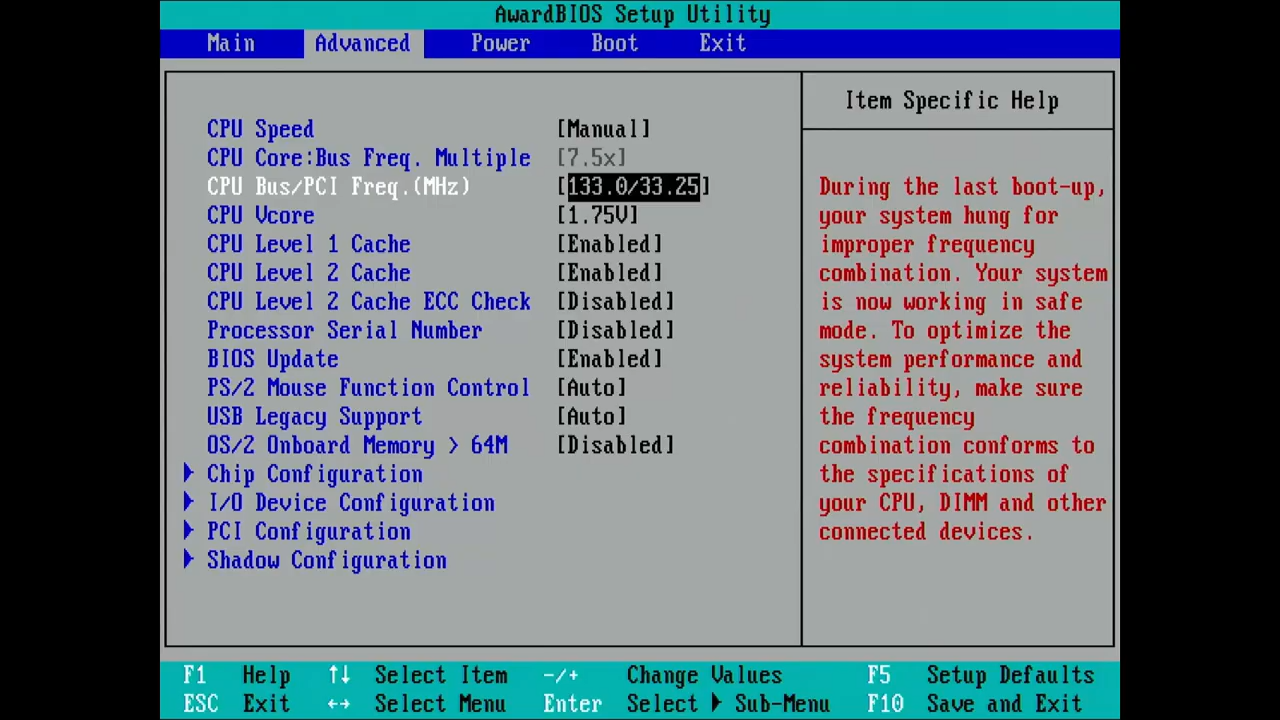 AwardBIOS Setup Utility
Main Advanced Power Boot Exit
Item Specific Help
CPU Speed [Manual]
CPU Core:Bus Freq. Multiple [7.5x]
CPU Bus/PCI Freq.(MHz) [133.0/33.25]
CPU Vcore [1.75V]
CPU Level 1 Cache [Enabled]
CPU Level 2 Cache [Enabled]
CPU Level 2 Cache ECC Check [Disabled]
Processor Serial Number [Disabled]
BIOS Update [Enabled]
PS/2 Mouse Function Control [Auto]
USB Legacy Support [Auto]
OS/2 Onboard Memory > 64M [Disabled]
Chip Configuration
I/O Device Configuration
PCI Configuration
Shadow Configuration
During the last boot-up,
your system hung for
improper frequency
combination. Your system
is now working in safe
mode. To optimize the
system performance and
reliability, make sure
the frequency
combination conforms to
the specifications of
your CPU, DIMM and other
connected devices.
F1 Help ↑↓ Select Item -/+ Change Values F5 Setup Defaults
ESC Exit ↔ Select Menu Enter Select ▶ Sub-Menu F10 Save and Exit